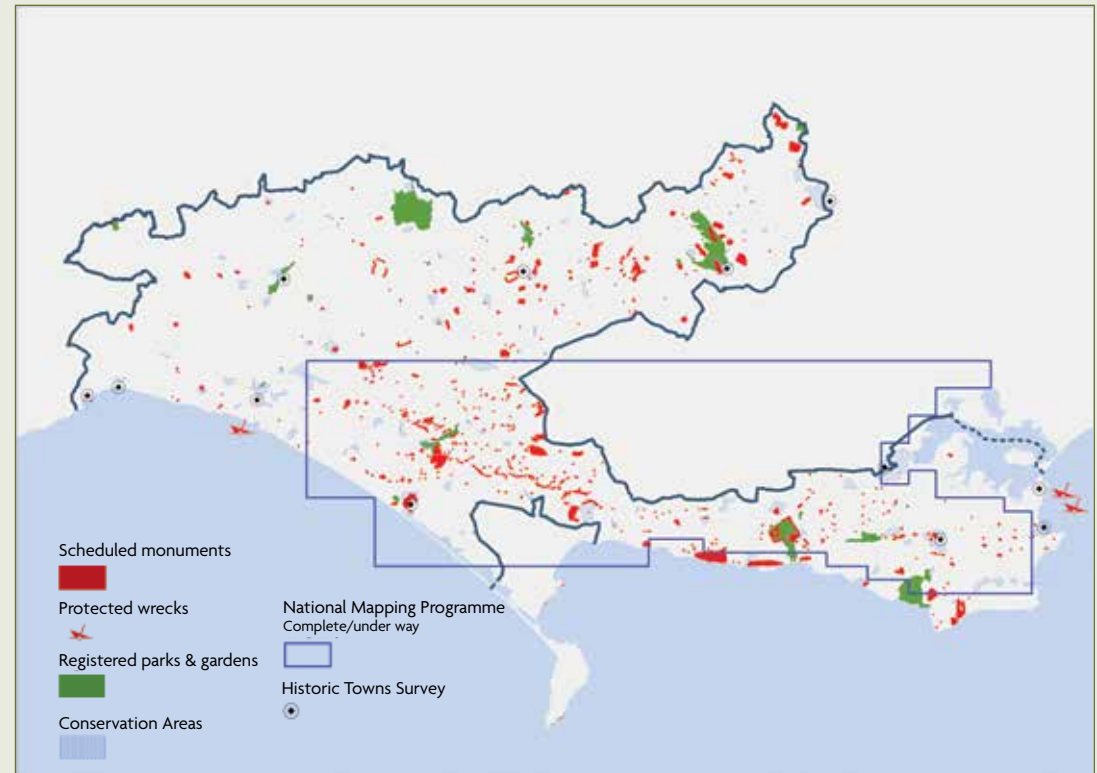 Scheduled monuments
Protected wrecks
Registered parks & gardens
Conservation Areas
National Mapping Programme
Complete/under way
Historic Towns Survey